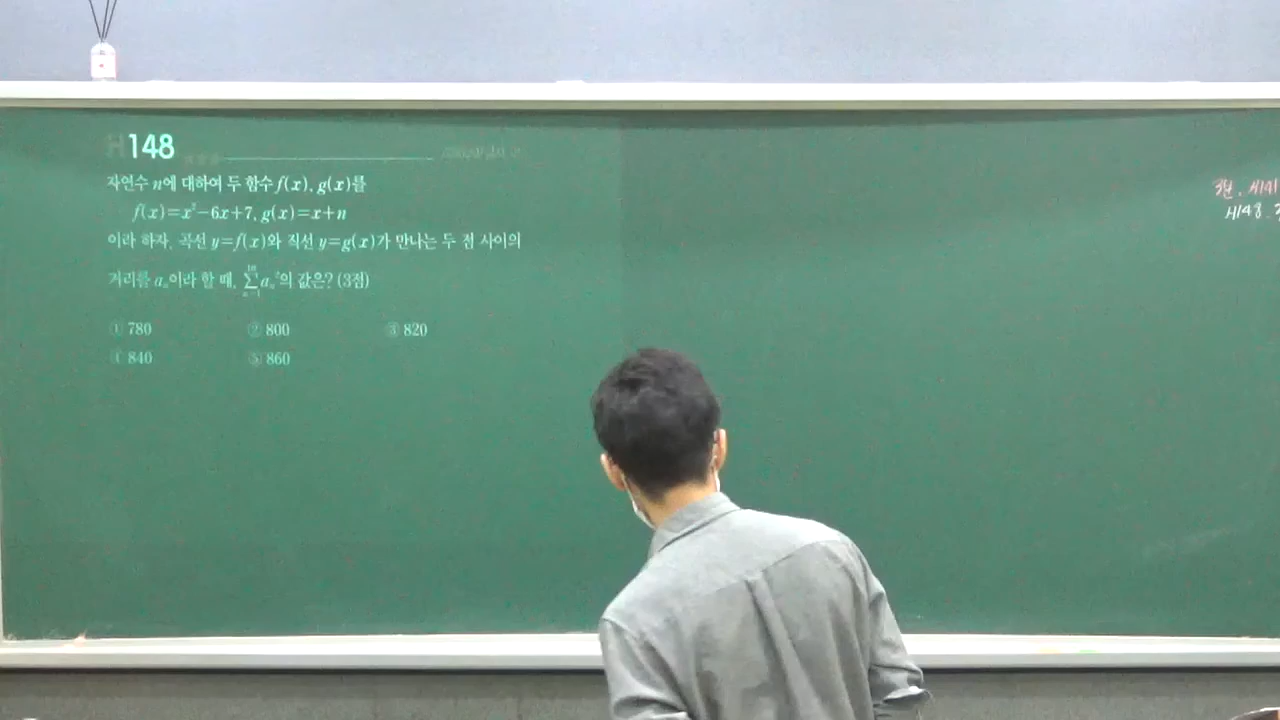 H148
자연수 n에 대하여 두 함수 f(x), g(x)를
f(x)=x²-6x+7, g(x)=x+n
이라 하자. 곡선 y=f(x)와 직선 y=g(x)가 만나는 두 점 사이의
거리를 aₙ이라 할 때, ∑aₙ²의 값은? (3점)
① 780 ② 800 ③ 820
④ 840 ⑤ 860
H148.